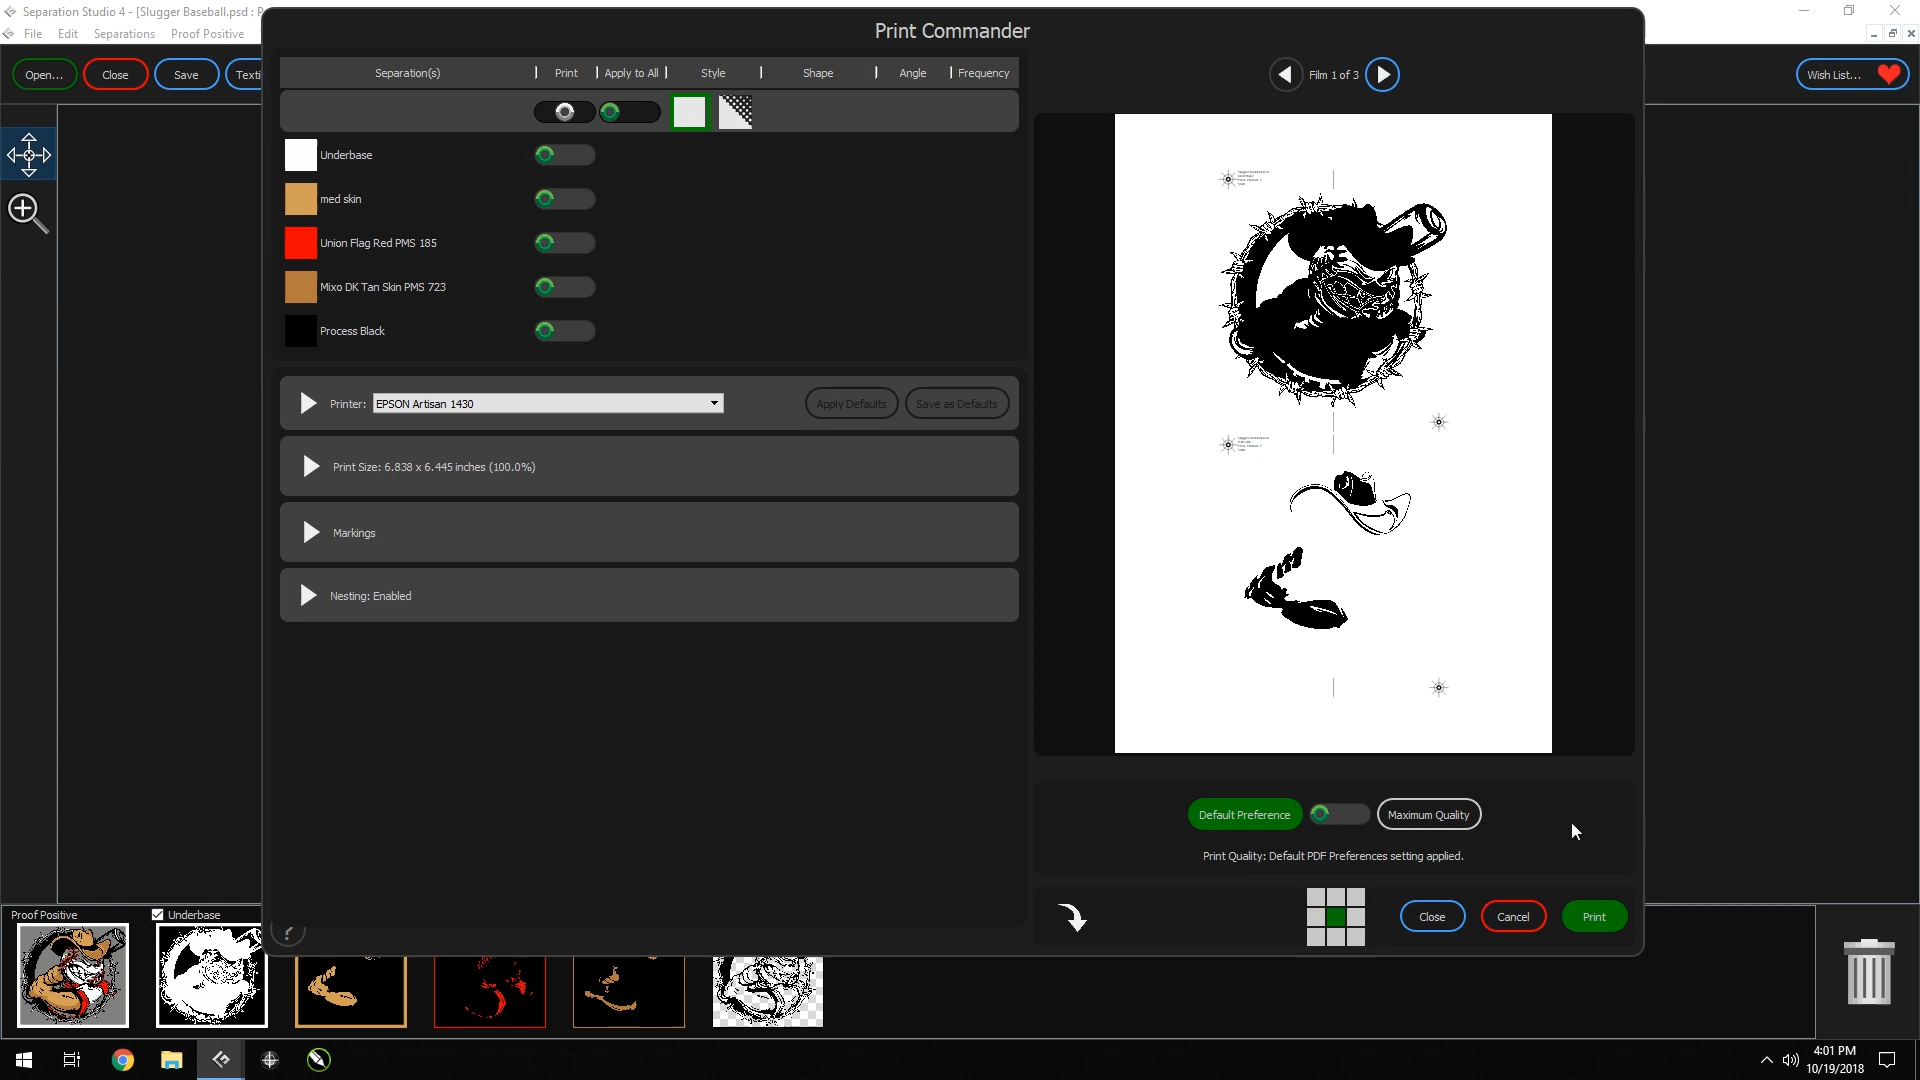 Separation Studio 4 - [Slugger Baseball.psd : P
File Edit Separations Proof Positive
Open... Close Save Texti
Wish List...
Print Commander
Separation(s) Print Apply to All Style Shape Angle Frequency
Film 1 of 3
Underbase
med skin
Union Flag Red PMS 185
Mixo DK Tan Skin PMS 723
Process Black
Printer: EPSON Artisan 1430 Apply Defaults Save as Defaults
Print Size: 6.838 x 6.445 inches (100.0%)
Markings
Nesting: Enabled
Default Preference Maximum Quality
Print Quality: Default PDF Preferences setting applied.
Close Cancel Print
?
Proof Positive Underbase
4:01 PM
10/19/2018